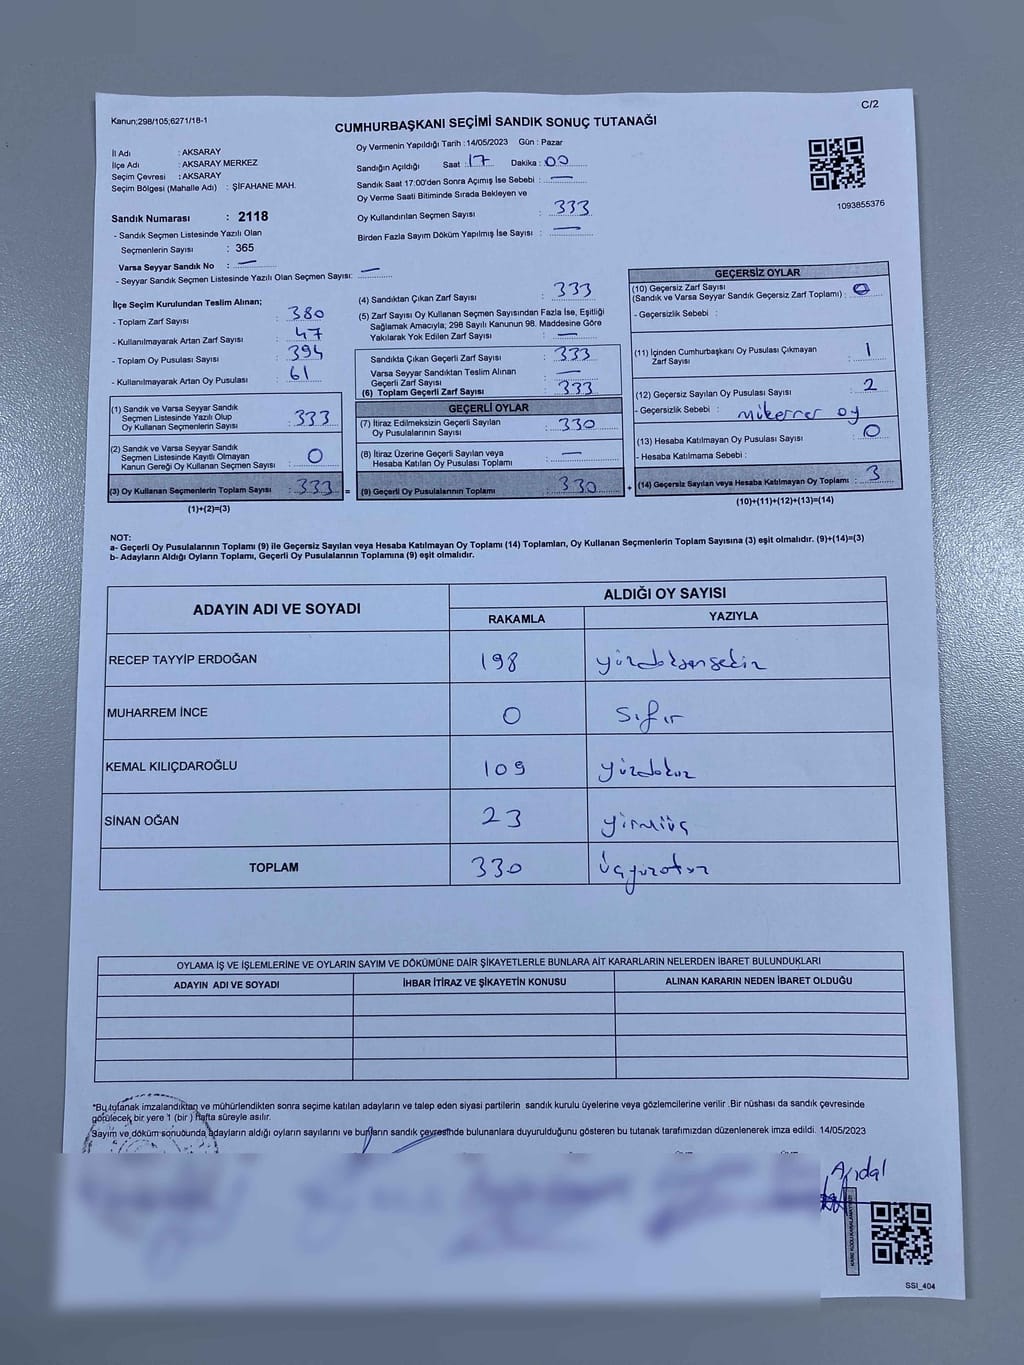 C/2
Kanun;298/105;6271/18-1
CUMHURBAŞKANI SEÇİMİ SANDIK SONUÇ TUTANAĞI
İl Adı : AKSARAY
İlçe Adı : AKSARAY MERKEZ
Seçim Çevresi : AKSARAY
Seçim Bölgesi (Mahalle Adı) : ŞİFAHANE MAH.
Sandık Numarası : 2118
- Sandık Seçmen Listesinde Yazılı Olan
Seçmenlerin Sayısı : 365
Varsa Seyyar Sandık No : —
- Seyyar Sandık Seçmen Listesinde Yazılı Olan Seçmen Sayısı: —
Oy Vermenin Yapıldığı Tarih :14/05/2023 Gün : Pazar
Sandığın Açıldığı Saat : 17 Dakika : 00
Sandık Saat 17:00'den Sonra Açımış İse Sebebi : —
Oy Verme Saati Bitiminde Sırada Bekleyen ve
Oy Kullandırılan Seçmen Sayısı : 333
Birden Fazla Sayım Döküm Yapılmış İse Sayısı : —
1093855376
İlçe Seçim Kurulundan Teslim Alınan;
- Toplam Zarf Sayısı : 380
- Kullanılmayarak Artan Zarf Sayısı : 47
- Toplam Oy Pusulası Sayısı : 394
- Kullanılmayarak Artan Oy Pusulası : 61
(1) Sandık ve Varsa Seyyar Sandık
Seçmen Listesinde Yazılı Olup
Oy Kullanan Seçmenlerin Sayısı : 333
(2) Sandık ve Varsa Seyyar Sandık
Seçmen Listesinde Kayıtlı Olmayan
Kanun Gereği Oy Kullanan Seçmen Sayısı : 0
(3) Oy Kullanan Seçmenlerin Toplam Sayısı : 333 =
(1)+(2)=(3)
(4) Sandıktan Çıkan Zarf Sayısı : 333
(5) Zarf Sayısı Oy Kullanan Seçmen Sayısından Fazla İse, Eşitliği
Sağlamak Amacıyla; 298 Sayılı Kanunun 98. Maddesine Göre
Yakılarak Yok Edilen Zarf Sayısı : —
Sandıkta Çıkan Geçerli Zarf Sayısı : 333
Varsa Seyyar Sandıktan Teslim Alınan
Geçerli Zarf Sayısı : —
(6) Toplam Geçerli Zarf Sayısı : 333
GEÇERLİ OYLAR
(7) İtiraz Edilmeksizin Geçerli Sayılan
Oy Pusulalarının Sayısı : 330
(8) İtiraz Üzerine Geçerli Sayılan veya
Hesaba Katılan Oy Pusulası Toplamı : —
(9) Geçerli Oy Pusulalarının Toplamı : 330 +
GEÇERSİZ OYLAR
(10) Geçersiz Zarf Sayısı
(Sandık ve Varsa Seyyar Sandık Geçersiz Zarf Toplamı) : 0
- Geçersizlik Sebebi :
(11) İçinden Cumhurbaşkanı Oy Pusulası Çıkmayan
Zarf Sayısı : 1
(12) Geçersiz Sayılan Oy Pusulası Sayısı : 2
- Geçersizlik Sebebi : mükerrer oy
(13) Hesaba Katılmayan Oy Pusulası Sayısı : 0
- Hesaba Katılmama Sebebi :
(14) Geçersiz Sayılan veya Hesaba Katılmayan Oy Toplamı : 3
(10)+(11)+(12)+(13)=(14)
NOT:
a- Geçerli Oy Pusulalarının Toplamı (9) ile Geçersiz Sayılan veya Hesaba Katılmayan Oy Toplamı (14) Toplamları, Oy Kullanan Seçmenlerin Toplam Sayısına (3) eşit olmalıdır. (9)+(14)=(3)
b- Adayların Aldığı Oyların Toplamı, Geçerli Oy Pusulalarının Toplamına (9) eşit olmalıdır.
ADAYIN ADI VE SOYADI ALDIĞI OY SAYISI
RAKAMLA YAZIYLA
RECEP TAYYİP ERDOĞAN 198 yüzdoksansekiz
MUHARREM İNCE 0 Sıfır
KEMAL KILIÇDAROĞLU 109 yüzdokuz
SİNAN OĞAN 23 yirmiüç
TOPLAM 330 üçyüzotuz
OYLAMA İŞ VE İŞLEMLERİNE VE OYLARIN SAYIM VE DÖKÜMÜNE DAİR ŞİKAYETLERLE BUNLARA AİT KARARLARIN NELERDEN İBARET BULUNDUKLARI
ADAYIN ADI VE SOYADI İHBAR İTİRAZ VE ŞİKAYETİN KONUSU ALINAN KARARIN NEDEN İBARET OLDUĞU
*Bu tutanak imzalandıktan ve mühürlendikten sonra seçime katılan adayların ve talep eden siyasi partilerin sandık kurulu üyelerine veya gözlemcilerine verilir .Bir nüshası da sandık çevresinde
görülecek bir yere 1 (bir ) hafta süreyle asılır.
Sayım ve döküm sonuğunda adayların aldığı oyların sayılarını ve bunların sandık çevresinde bulunanlara duyurulduğunu gösteren bu tutanak tarafımızdan düzenlenerek imza edildi. 14/05/2023
SSI_404